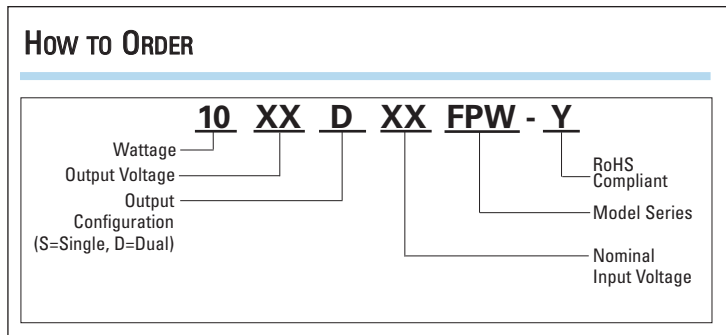 HOW TO ORDER
10 XX D XX FPW - Y
Wattage
Output Voltage
Output
Configuration
(S=Single, D=Dual)
RoHS
Compliant
Model Series
Nominal
Input Voltage